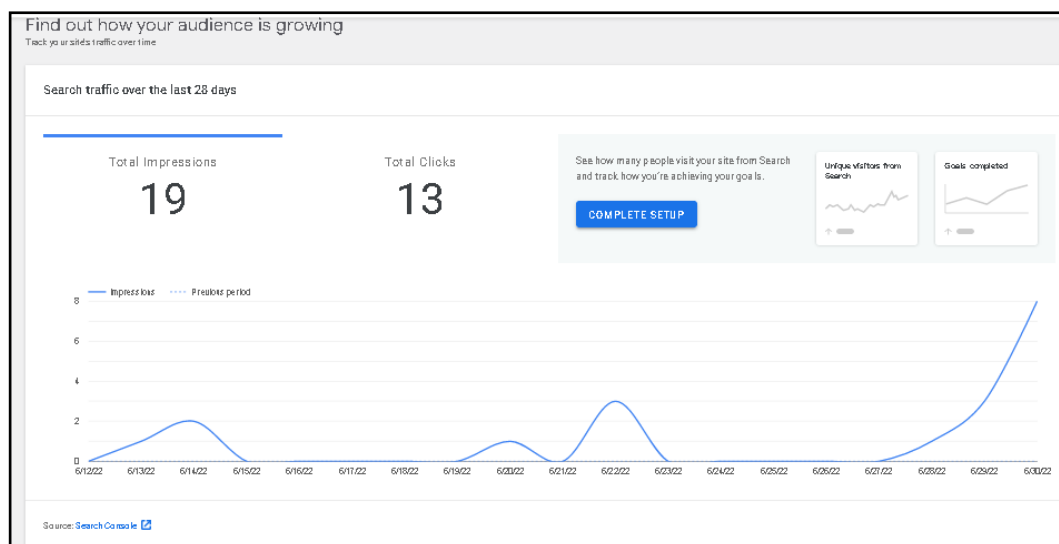 Find out how your audience is growing
Track your site's traffic over time
Search traffic over the last 28 days
Total Impressions
19
Total Clicks
13
See how many people visit your site from Search
and track how you're achieving your goals.
COMPLETE SETUP
Unique visitors from
Search
Goals completed
Impressions
Previous period
8
6
4
2
0
6/12/22 6/13/22 6/14/22 6/15/22 6/16/22 6/17/22 6/18/22 6/19/22 6/20/22 6/21/22 6/22/22 6/23/22 6/24/22 6/25/22 6/26/22 6/27/22 6/28/22 6/29/22 6/30/22
Source: Search Console